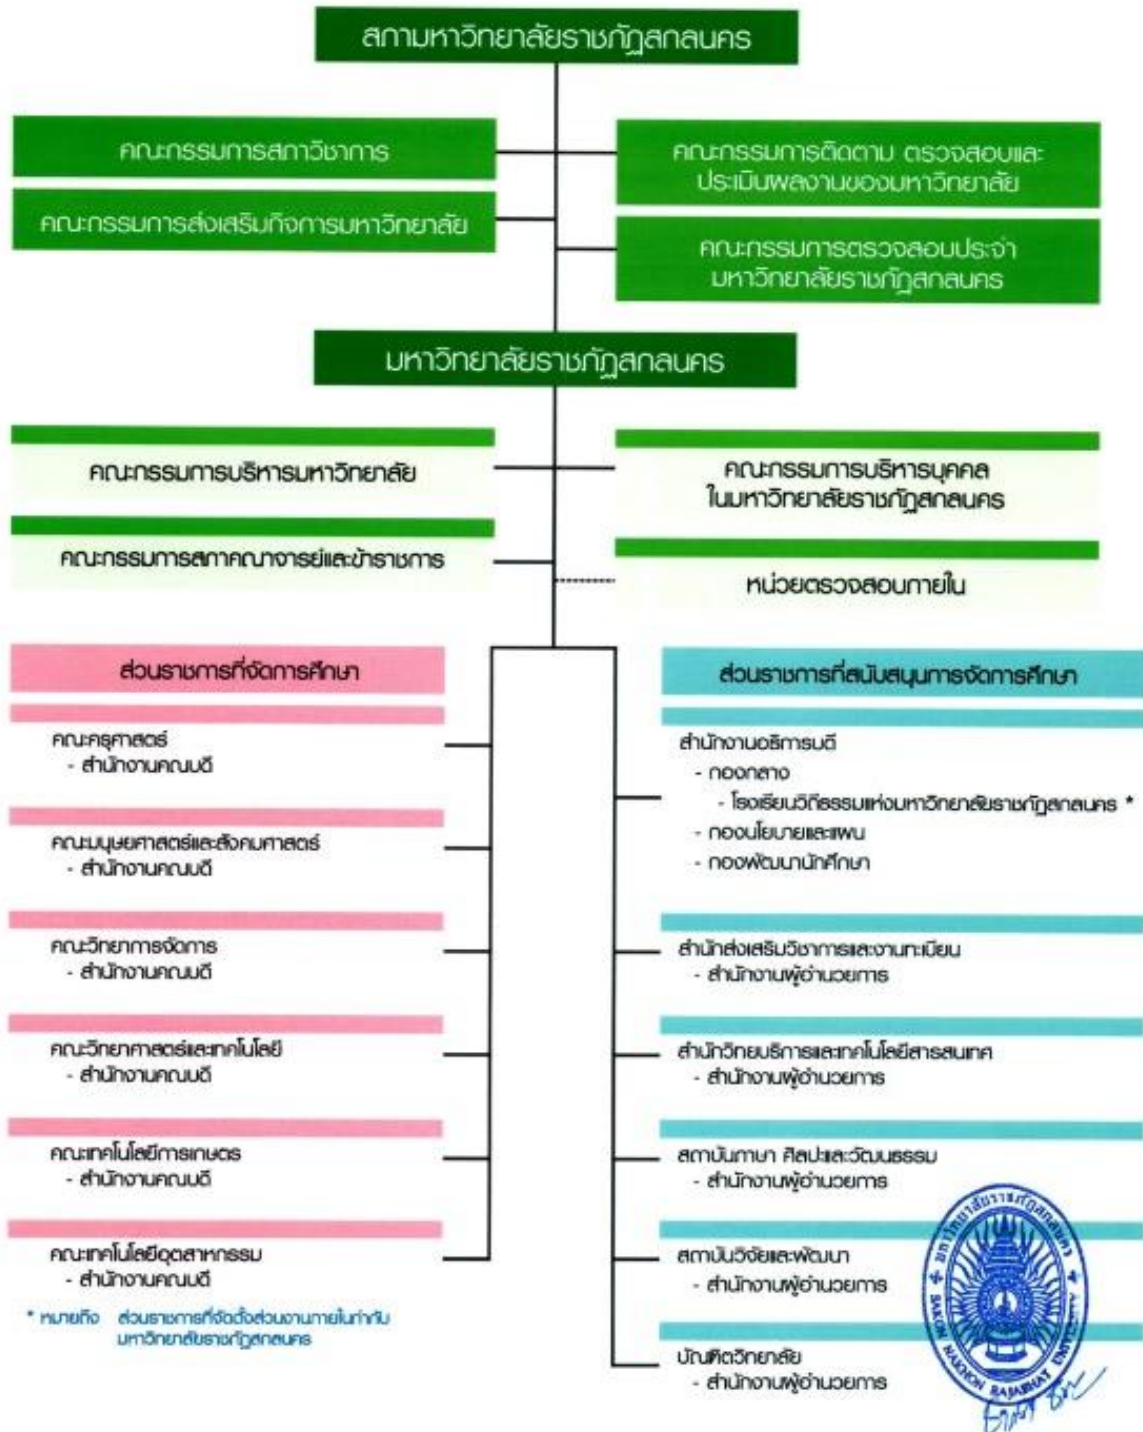 สภามหาวิทยาลัยราชภัฏสกลนคร
คณะกรรมการสภาวิชาการ
คณะกรรมการติดตาม ตรวจสอบและ
ประเมินผลงานของมหาวิทยาลัย
คณะกรรมการส่งเสริมกิจการมหาวิทยาลัย
คณะกรรมการตรวจสอบประจำ
มหาวิทยาลัยราชภัฏสกลนคร
มหาวิทยาลัยราชภัฏสกลนคร
คณะกรรมการบริหารมหาวิทยาลัย
คณะกรรมการบริหารบุคคล
ในมหาวิทยาลัยราชภัฏสกลนคร
คณะกรรมการสภาคณาจารย์และข้าราชการ
หน่วยตรวจสอบภายใน
ส่วนราชการที่จัดการศึกษา
คณะครุศาสตร์
- สำนักงานคณบดี
คณะมนุษยศาสตร์และสังคมศาสตร์
- สำนักงานคณบดี
คณะวิทยาการจัดการ
- สำนักงานคณบดี
คณะวิทยาศาสตร์และเทคโนโลยี
- สำนักงานคณบดี
คณะเทคโนโลยีการเกษตร
- สำนักงานคณบดี
คณะเทคโนโลยีอุตสาหกรรม
- สำนักงานคณบดี
* หมายถึง ส่วนราชการที่จัดตั้งส่วนงานภายในกำกับ
มหาวิทยาลัยราชภัฏสกลนคร
ส่วนราชการที่สนับสนุนการจัดการศึกษา
สำนักงานอธิการบดี
- กองกลาง
- โรงเรียนวิถีธรรมแห่งมหาวิทยาลัยราชภัฏสกลนคร *
- กองนโยบายและแผน
- กองพัฒนานักศึกษา
สำนักส่งเสริมวิชาการและงานทะเบียน
- สำนักงานผู้อำนวยการ
สำนักวิทยบริการและเทคโนโลยีสารสนเทศ
- สำนักงานผู้อำนวยการ
สถาบันภาษา ศิลปะและวัฒนธรรม
- สำนักงานผู้อำนวยการ
สถาบันวิจัยและพัฒนา
- สำนักงานผู้อำนวยการ
บัณฑิตวิทยาลัย
- สำนักงานผู้อำนวยการ
มหาวิทยาลัยราชภัฏสกลนคร
SAKON NAKHON RAJABHAT UNIVERSITY